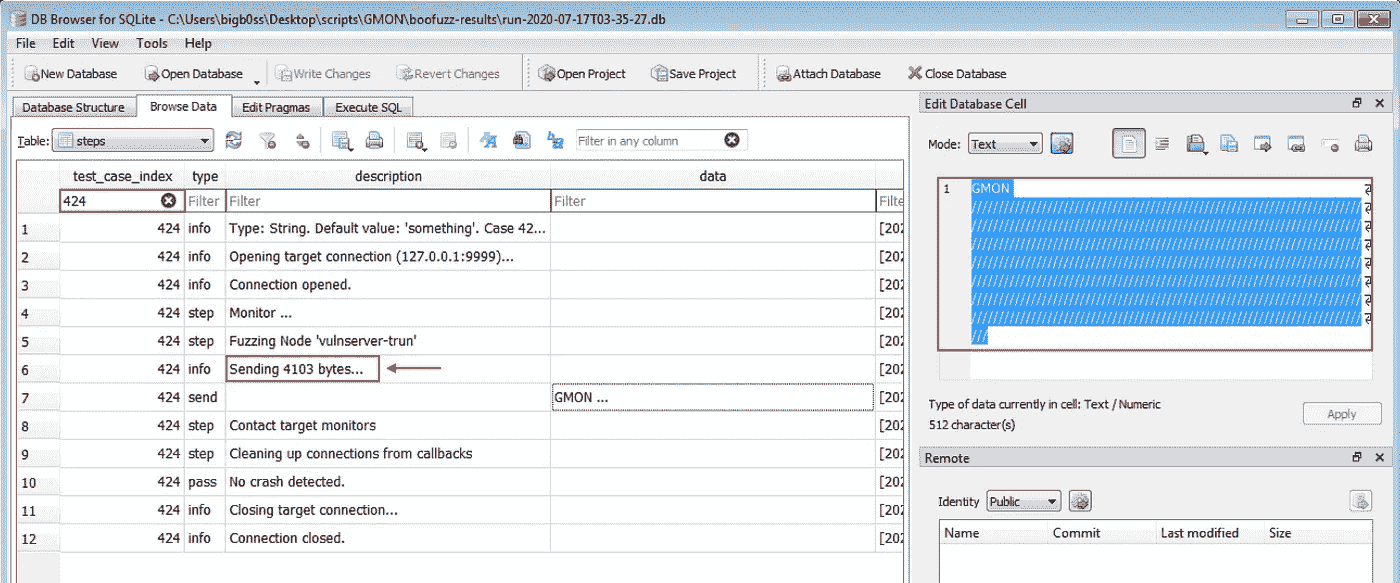 DB Browser for SQLite - C:\Users\bigb0ss\Desktop\scripts\GMON\boofuzz-results\run-2020-07-17T03-35-27.db
File Edit View Tools Help
New Database Open Database Write Changes Revert Changes Open Project Save Project Attach Database Close Database
Database Structure Browse Data Edit Pragmas Execute SQL
Table: steps Filter in any column
test_case_index type description data
424 Filter Filter Filter Filte
1 424 info Type: String. Default value: 'something'. Case 42... [202
2 424 info Opening target connection (127.0.0.1:9999)... [202
3 424 info Connection opened. [202
4 424 step Monitor ... [202
5 424 step Fuzzing Node 'vulnserver-trun' [202
6 424 info Sending 4103 bytes... [202
7 424 send GMON ... [202
8 424 step Contact target monitors [202
9 424 step Cleaning up connections from callbacks [202
10 424 pass No crash detected. [202
11 424 info Closing target connection... [202
12 424 info Connection closed. [202
Edit Database Cell
Mode: Text
1 GMON
///
Type of data currently in cell: Text / Numeric
512 character(s)
Apply
Remote
Identity Public
Name Commit Last modified Size